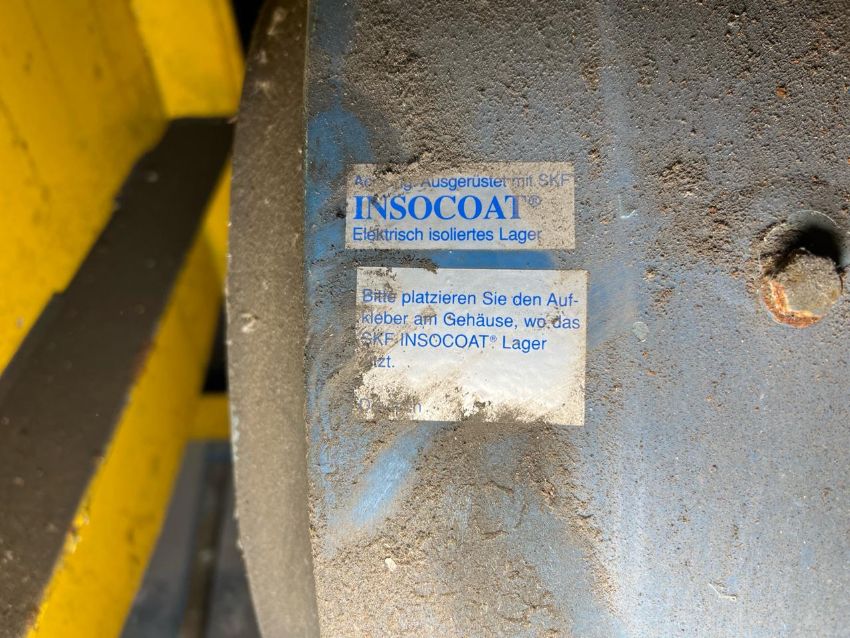 Achtung: Ausgerüstet mit SKF
INSOCOAT®
Elektrisch isoliertes Lager
Bitte platzieren Sie den Auf-
kleber am Gehäuse, wo das
SKF INSOCOAT® Lager